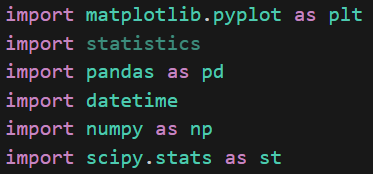 import matplotlib.pyplot as plt
import statistics
import pandas as pd
import datetime
import numpy as np
import scipy.stats as st